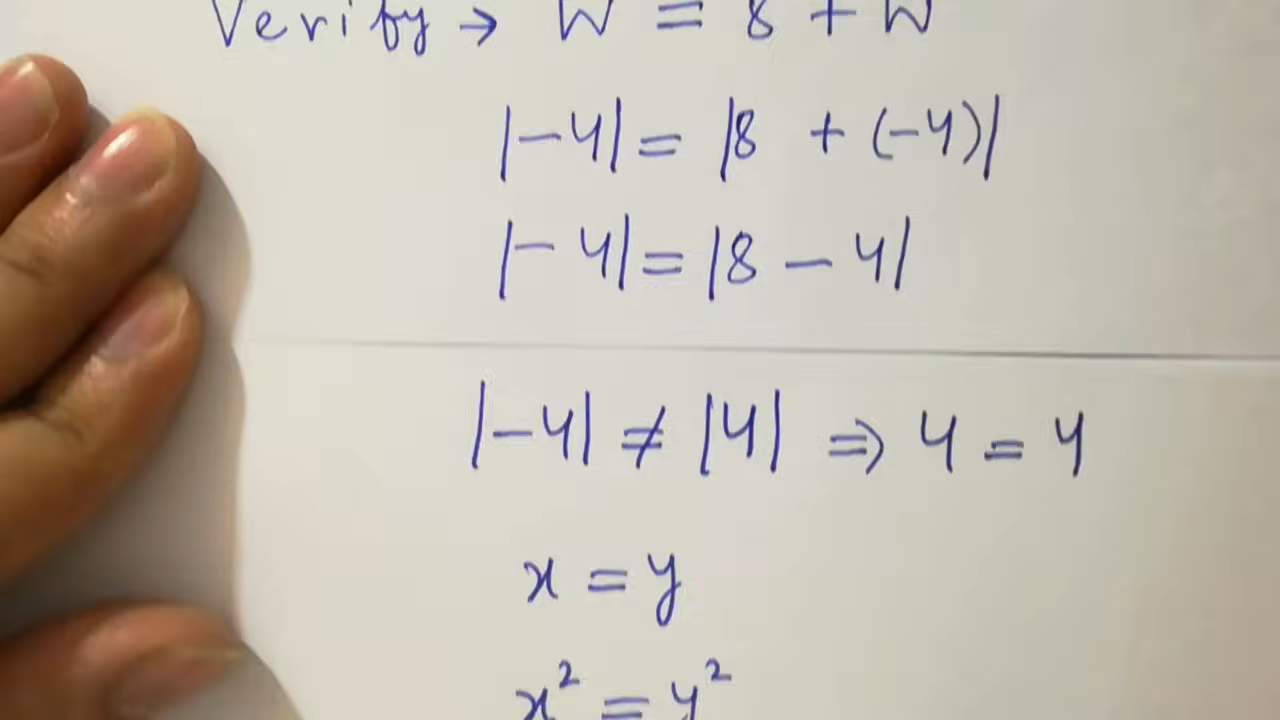 Verify → W = 8 + W
|-4| = |8 + (-4)|
|-4| = |8 - 4|
|-4| ≠ |4| ⇒ 4 = 4
x = y
x² = y²